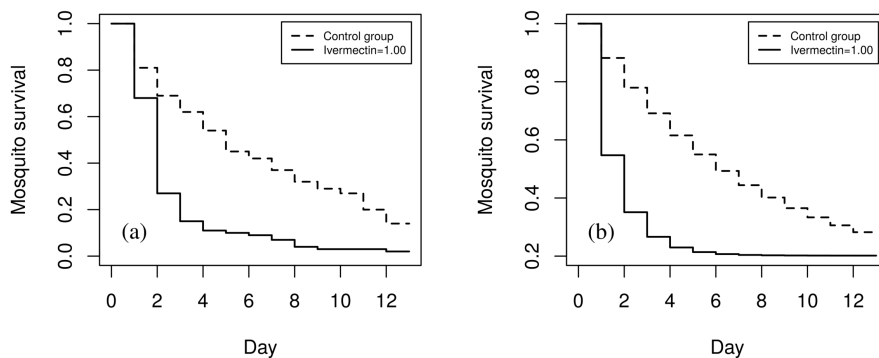 Control group
Ivermectin=1.00
Mosquito survival
1.0
0.8
0.6
0.4
0.2
0.0
(a)
0 2 4 6 8 10 12
Day
Control group
Ivermectin=1.00
Mosquito survival
1.0
0.8
0.6
0.4
0.2
(b)
0 2 4 6 8 10 12
Day